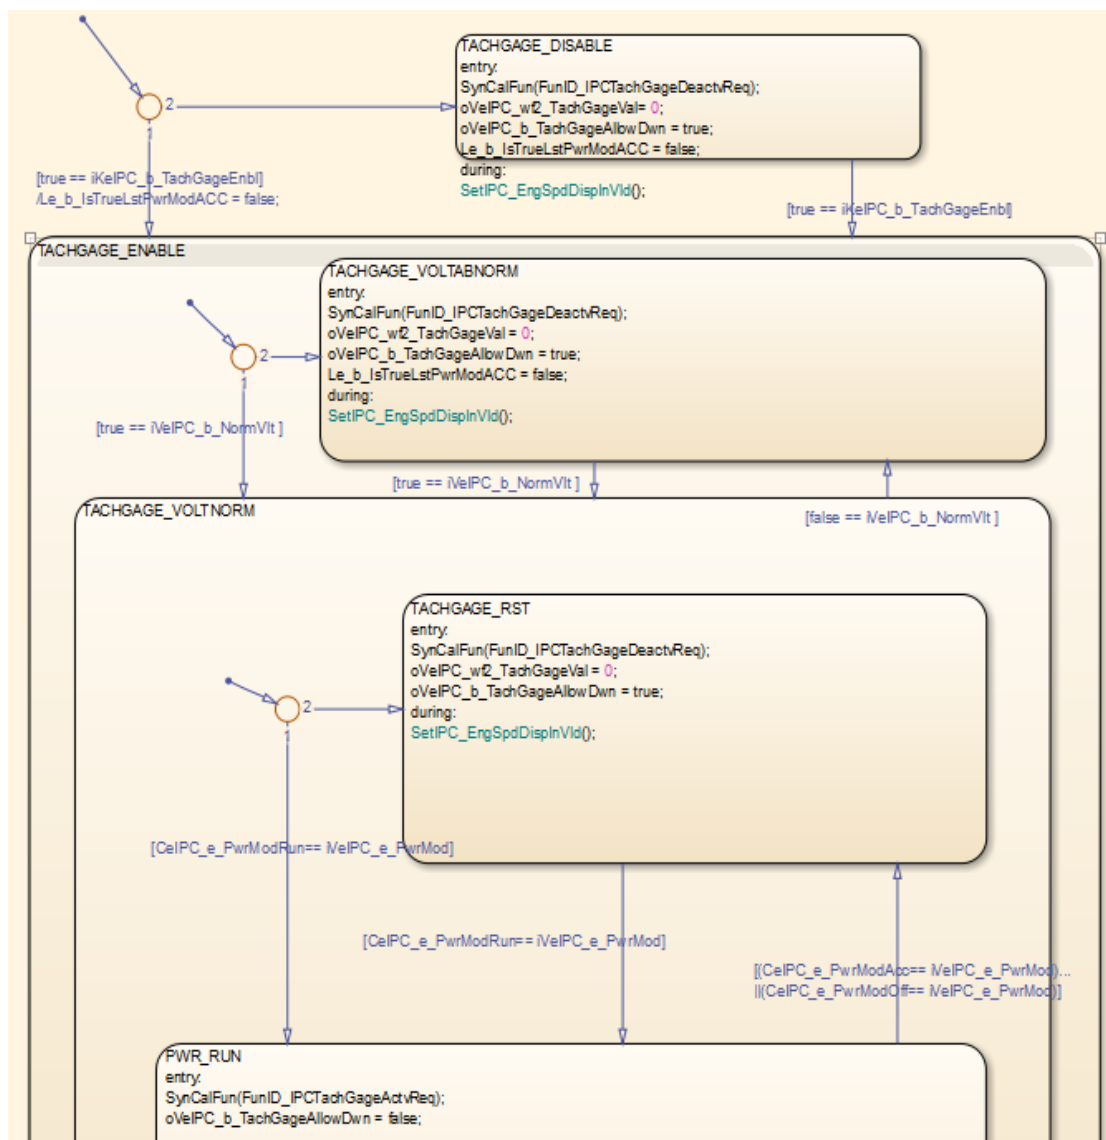 TACHGAGE_DISABLE
entry:
SynCalFun(FunID_IPCTachGageDeactvReq);
oVeIPC_wf2_TachGageVal= 0;
oVeIPC_b_TachGageAllowDwn = true;
Le_b_IsTrueLstPwrModACC = false;
during:
SetIPC_EngSpdDispInVld();
2
1
[true == iKeIPC_b_TachGageEnbl]
/Le_b_IsTrueLstPwrModACC = false;
[true == iKeIPC_b_TachGageEnbl]
TACHGAGE_ENABLE
TACHGAGE_VOLTABNORM
entry:
SynCalFun(FunID_IPCTachGageDeactvReq);
oVeIPC_wf2_TachGageVal = 0;
oVeIPC_b_TachGageAllowDwn = true;
Le_b_IsTrueLstPwrModACC = false;
during:
SetIPC_EngSpdDispInVld();
2
1
[true == iVeIPC_b_NormVlt ]
[true == iVeIPC_b_NormVlt ]
[false == iVeIPC_b_NormVlt ]
TACHGAGE_VOLTNORM
TACHGAGE_RST
entry:
SynCalFun(FunID_IPCTachGageDeactvReq);
oVeIPC_wf2_TachGageVal = 0;
oVeIPC_b_TachGageAllowDwn = true;
during:
SetIPC_EngSpdDispInVld();
2
1
[CeIPC_e_PwrModRun== iVeIPC_e_PwrMod]
[CeIPC_e_PwrModRun== iVeIPC_e_PwrMod]
[(CeIPC_e_PwrModAcc== iVeIPC_e_PwrMod)...
||(CeIPC_e_PwrModOff== iVeIPC_e_PwrMod)]
PWR_RUN
entry:
SynCalFun(FunID_IPCTachGageActvReq);
oVeIPC_b_TachGageAllowDwn = false;